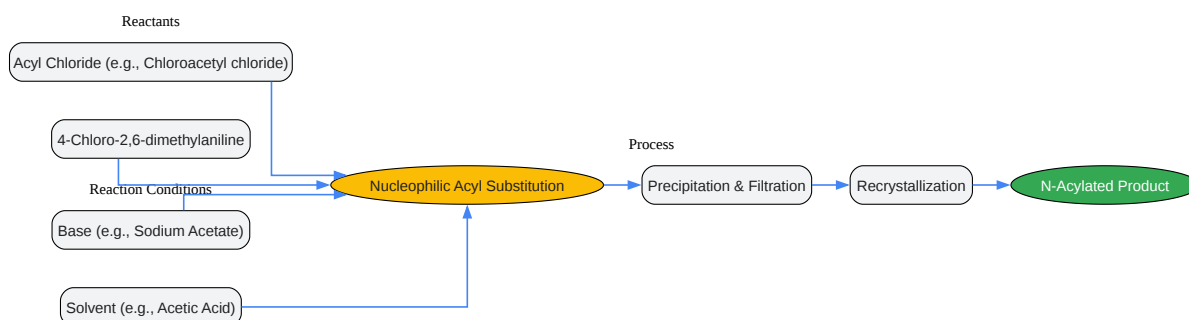 Reactants
Acyl Chloride (e.g., Chloroacetyl chloride)
4-Chloro-2,6-dimethylaniline
Reaction Conditions
Base (e.g., Sodium Acetate)
Solvent (e.g., Acetic Acid)
Nucleophilic Acyl Substitution
Process
Precipitation & Filtration
Recrystallization
N-Acylated Product